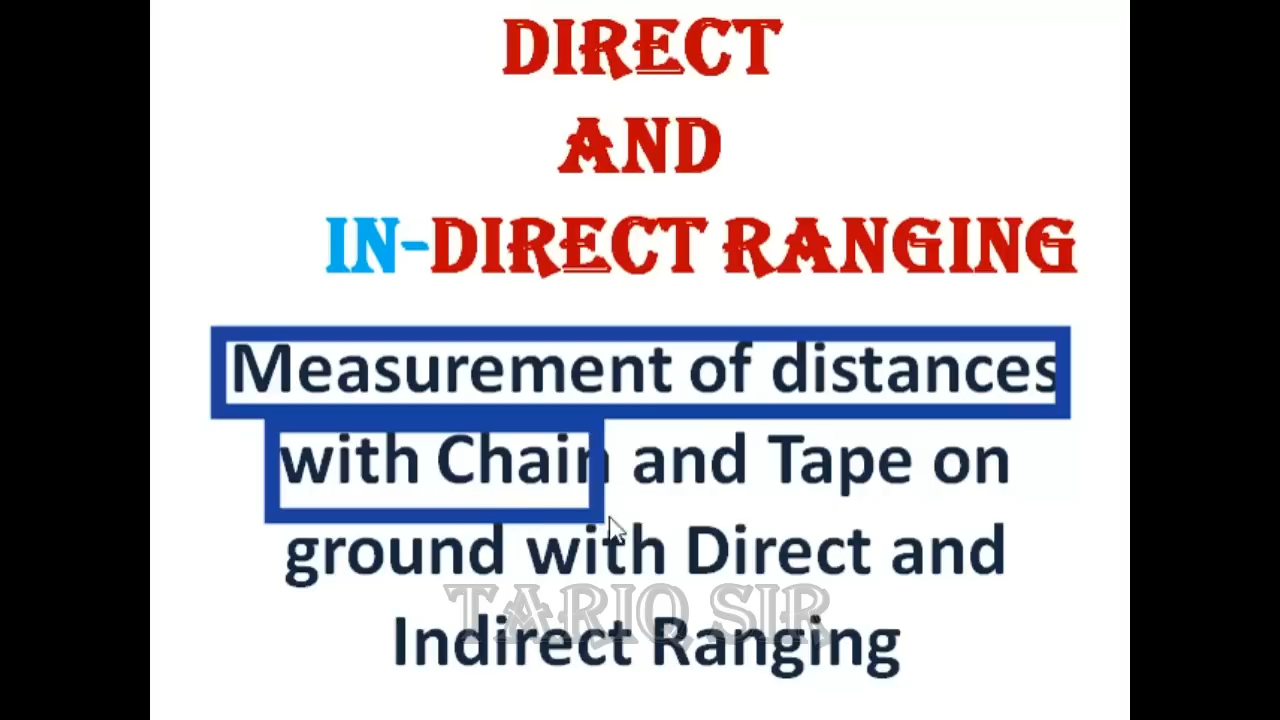 DIRECT
AND
IN-DIRECT RANGING
Measurement of distances
with Chain and Tape on
ground with Direct and
TARIQ SIR
Indirect Ranging